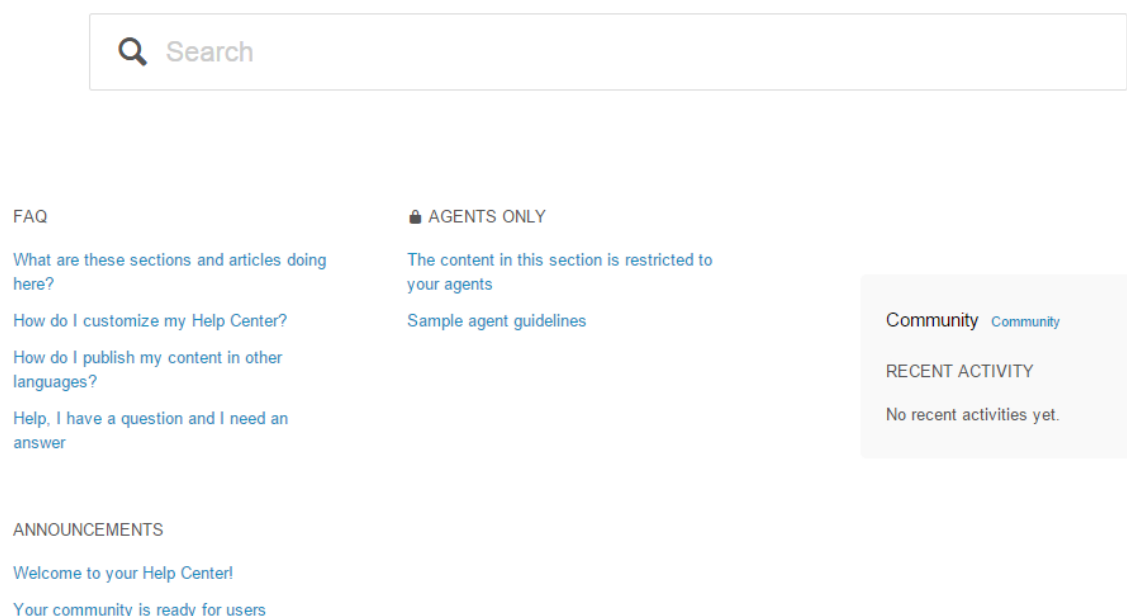 Search
FAQ
What are these sections and articles doing
here?
How do I customize my Help Center?
How do I publish my content in other
languages?
Help, I have a question and I need an
answer
AGENTS ONLY
The content in this section is restricted to
your agents
Sample agent guidelines
Community Community
RECENT ACTIVITY
No recent activities yet.
ANNOUNCEMENTS
Welcome to your Help Center!
Your community is ready for users